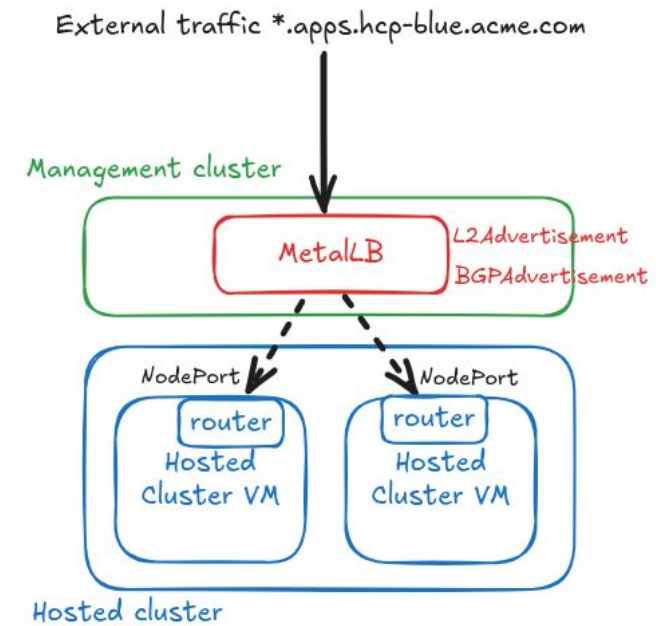 External traffic *.apps.hcp-blue.acme.com
Management cluster
MetalLB
L2Advertisement
BGPAdvertisement
NodePort
NodePort
router
router
Hosted
Cluster VM
Hosted
Cluster VM
Hosted cluster